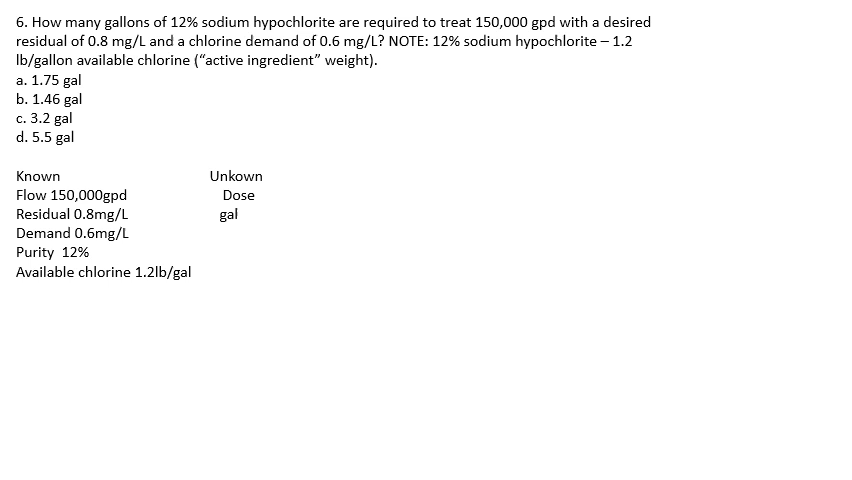 6. How many gallons of 12% sodium hypochlorite are required to treat 150,000 gpd with a desired
residual of 0.8 mg/L and a chlorine demand of 0.6 mg/L? NOTE: 12% sodium hypochlorite – 1.2
lb/gallon available chlorine (“active ingredient” weight).
a. 1.75 gal
b. 1.46 gal
c. 3.2 gal
d. 5.5 gal
Known Unkown
Flow 150,000gpd Dose
Residual 0.8mg/L gal
Demand 0.6mg/L
Purity 12%
Available chlorine 1.2lb/gal